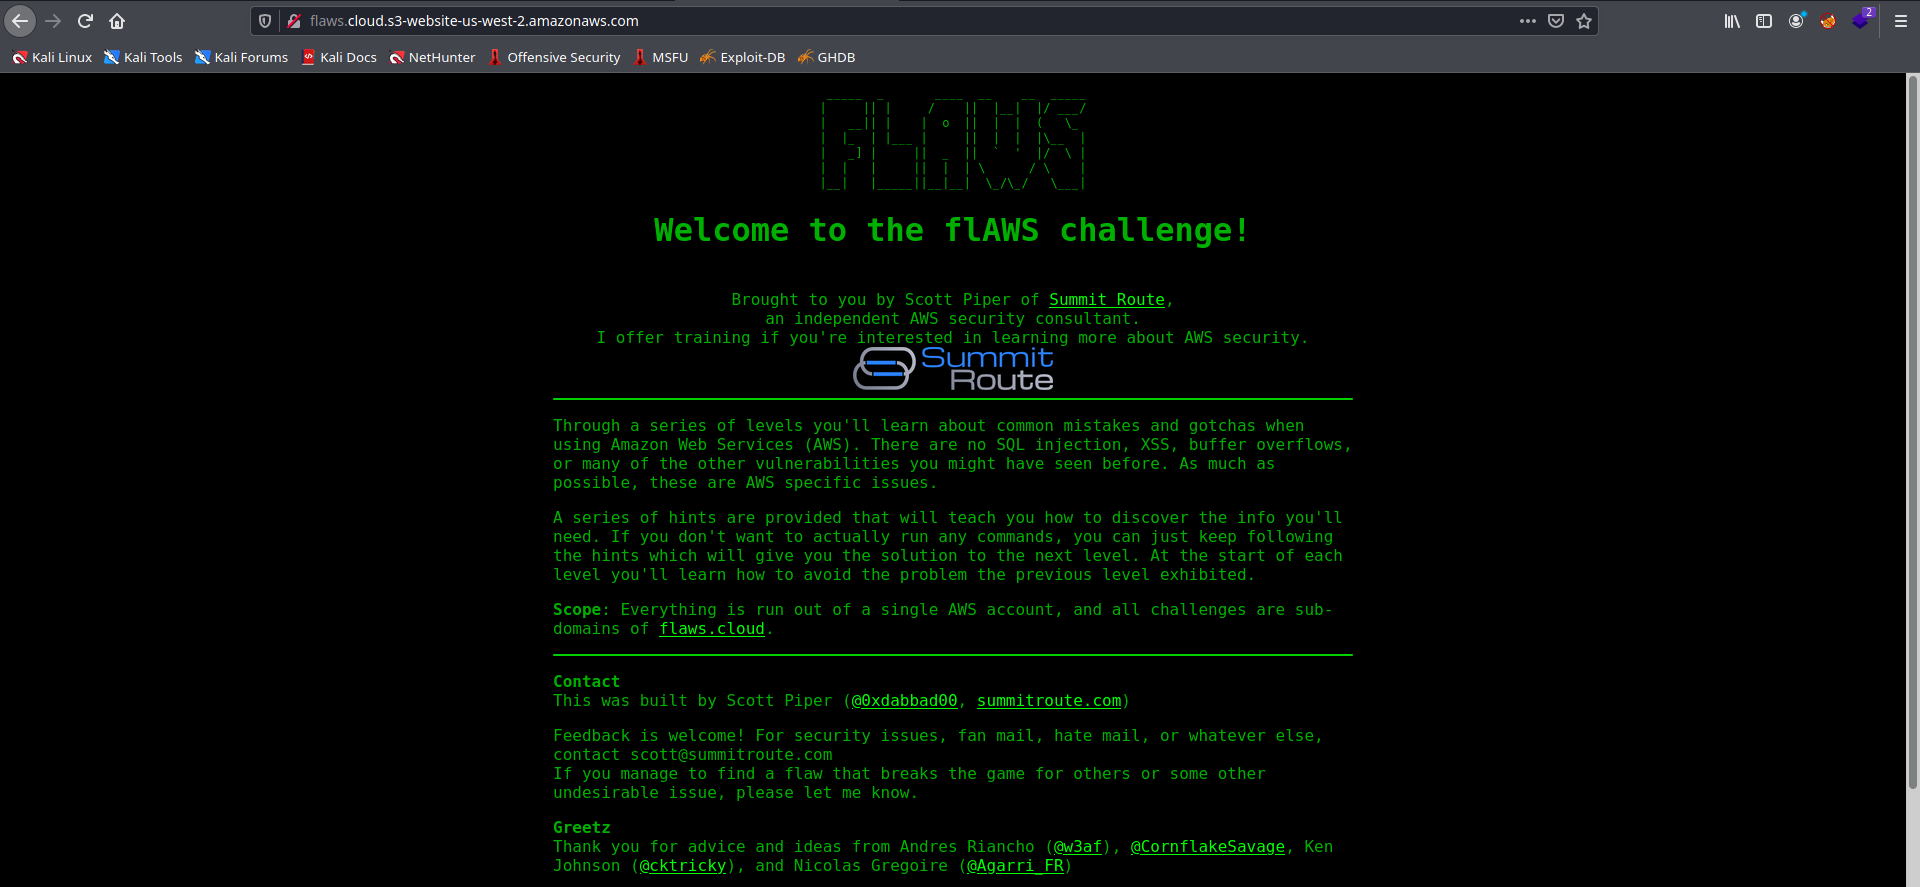 flaws.cloud.s3-website-us-west-2.amazonaws.com
2
Kali Linux Kali Tools Kali Forums Kali Docs NetHunter Offensive Security MSFU Exploit-DB GHDB
FLAWS
Welcome to the flAWS challenge!
Brought to you by Scott Piper of Summit Route,
an independent AWS security consultant.
I offer training if you're interested in learning more about AWS security.
Summit
Route
Through a series of levels you'll learn about common mistakes and gotchas when
using Amazon Web Services (AWS). There are no SQL injection, XSS, buffer overflows,
or many of the other vulnerabilities you might have seen before. As much as
possible, these are AWS specific issues.
A series of hints are provided that will teach you how to discover the info you'll
need. If you don't want to actually run any commands, you can just keep following
the hints which will give you the solution to the next level. At the start of each
level you'll learn how to avoid the problem the previous level exhibited.
Scope: Everything is run out of a single AWS account, and all challenges are sub-
domains of flaws.cloud.
Contact
This was built by Scott Piper (@0xdabbad00, summitroute.com)
Feedback is welcome! For security issues, fan mail, hate mail, or whatever else,
contact scott@summitroute.com
If you manage to find a flaw that breaks the game for others or some other
undesirable issue, please let me know.
Greetz
Thank you for advice and ideas from Andres Riancho (@w3af), @CornflakeSavage, Ken
Johnson (@cktricky), and Nicolas Gregoire (@Agarri_FR)